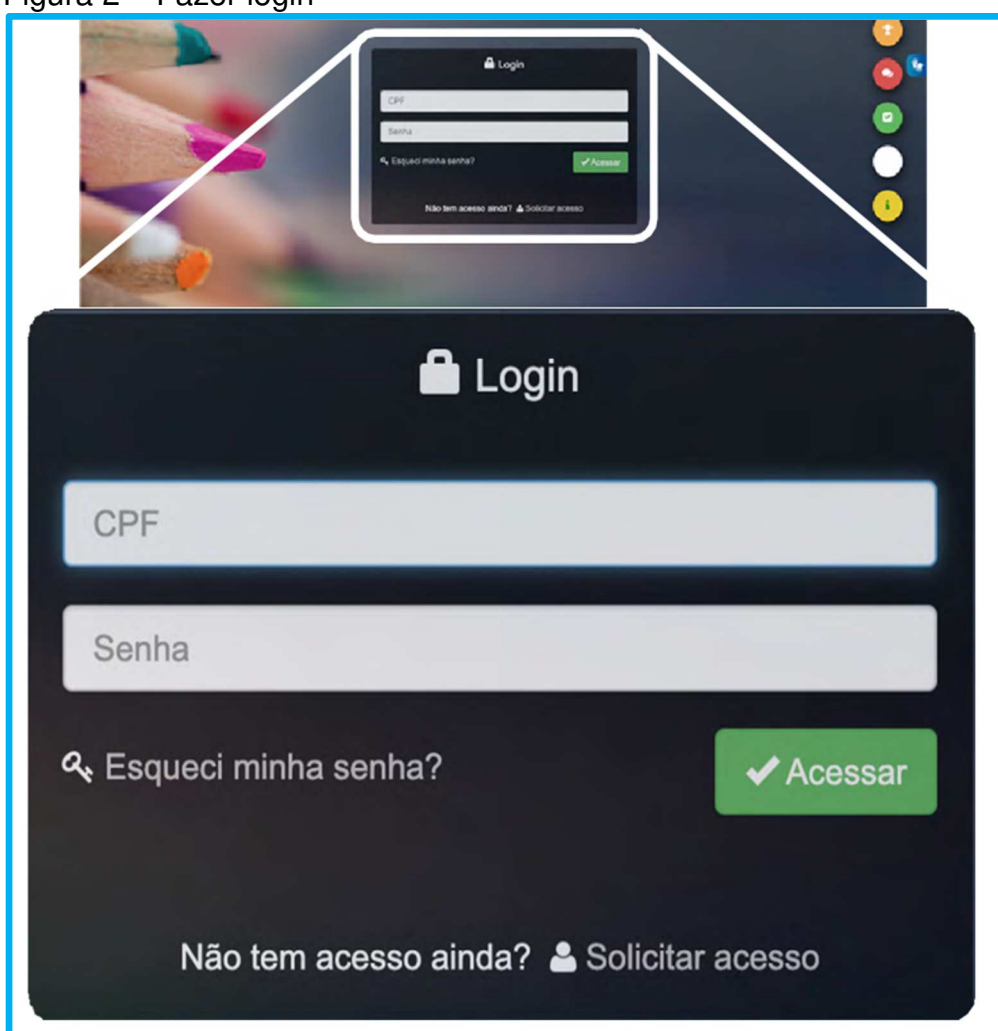 Figura 2 – Fazer login
Login
CPF
Senha
Esqueci minha senha?
Acessar
Não tem acesso ainda? Solicitar acesso
Login
CPF
Senha
Esqueci minha senha?
Acessar
Não tem acesso ainda? Solicitar acesso